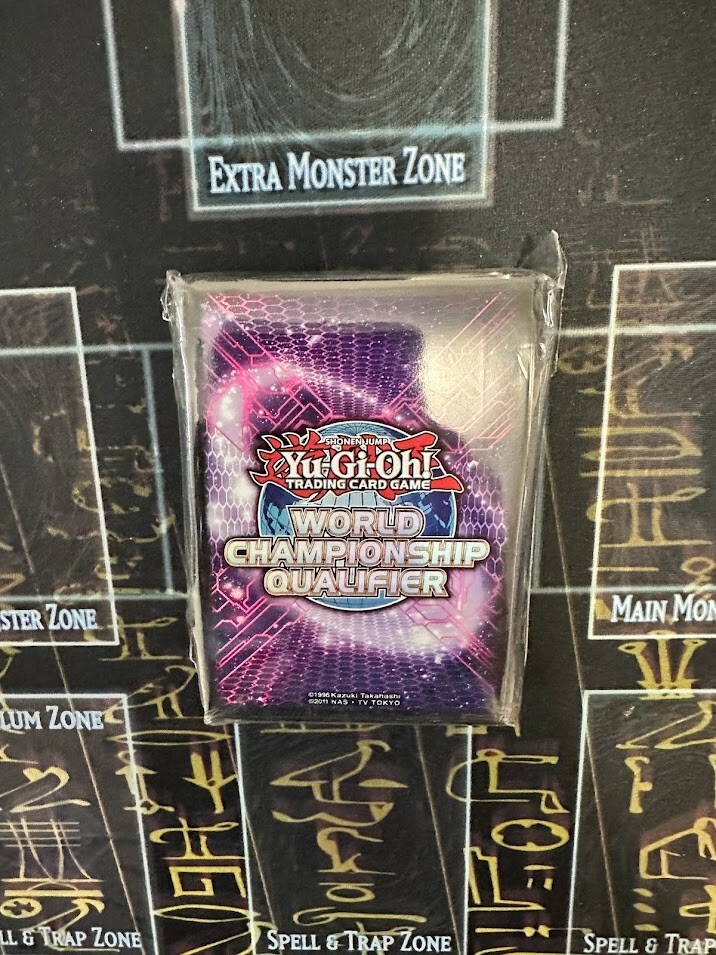 EXTRA MONSTER ZONE
SHONEN JUMP
Yu-Gi-Oh!
TRADING CARD GAME
WORLD
CHAMPIONSHIP
QUALIFIER
STER ZONE
MAIN MON
©1996 Kazuki Takahashi
©2011 NAS • TV TOKYO
LUM ZONE
LL & TRAP ZONE
SPELL & TRAP ZONE
SPELL & TRAP